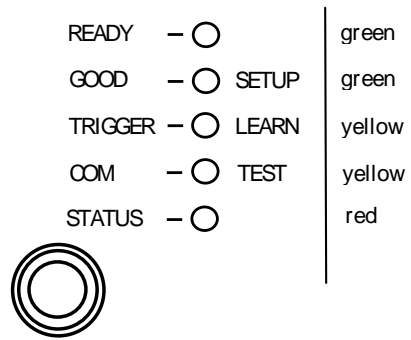 READY green
GOOD SETUP green
TRIGGER LEARN yellow
COM TEST yellow
STATUS red